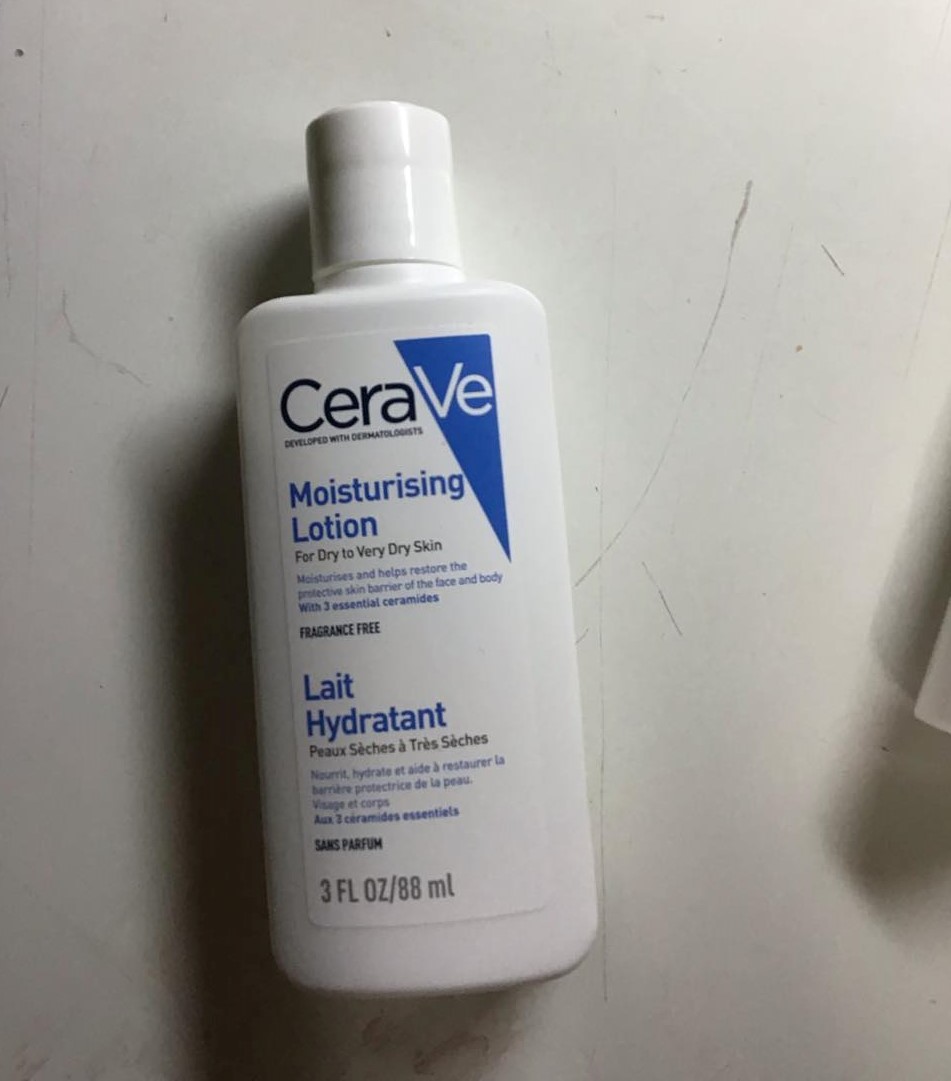 CeraVe
DEVELOPED WITH DERMATOLOGISTS
Moisturising
Lotion
For Dry to Very Dry Skin
Moisturises and helps restore the
protective skin barrier of the face and body
With 3 essential ceramides
FRAGRANCE FREE
Lait
Hydratant
Peaux Sèches à Très Sèches
Nourrit, hydrate et aide à restaurer la
barrière protectrice de la peau.
Visage et corps
Aux 3 céramides essentiels
SANS PARFUM
3 FL OZ/88 ml